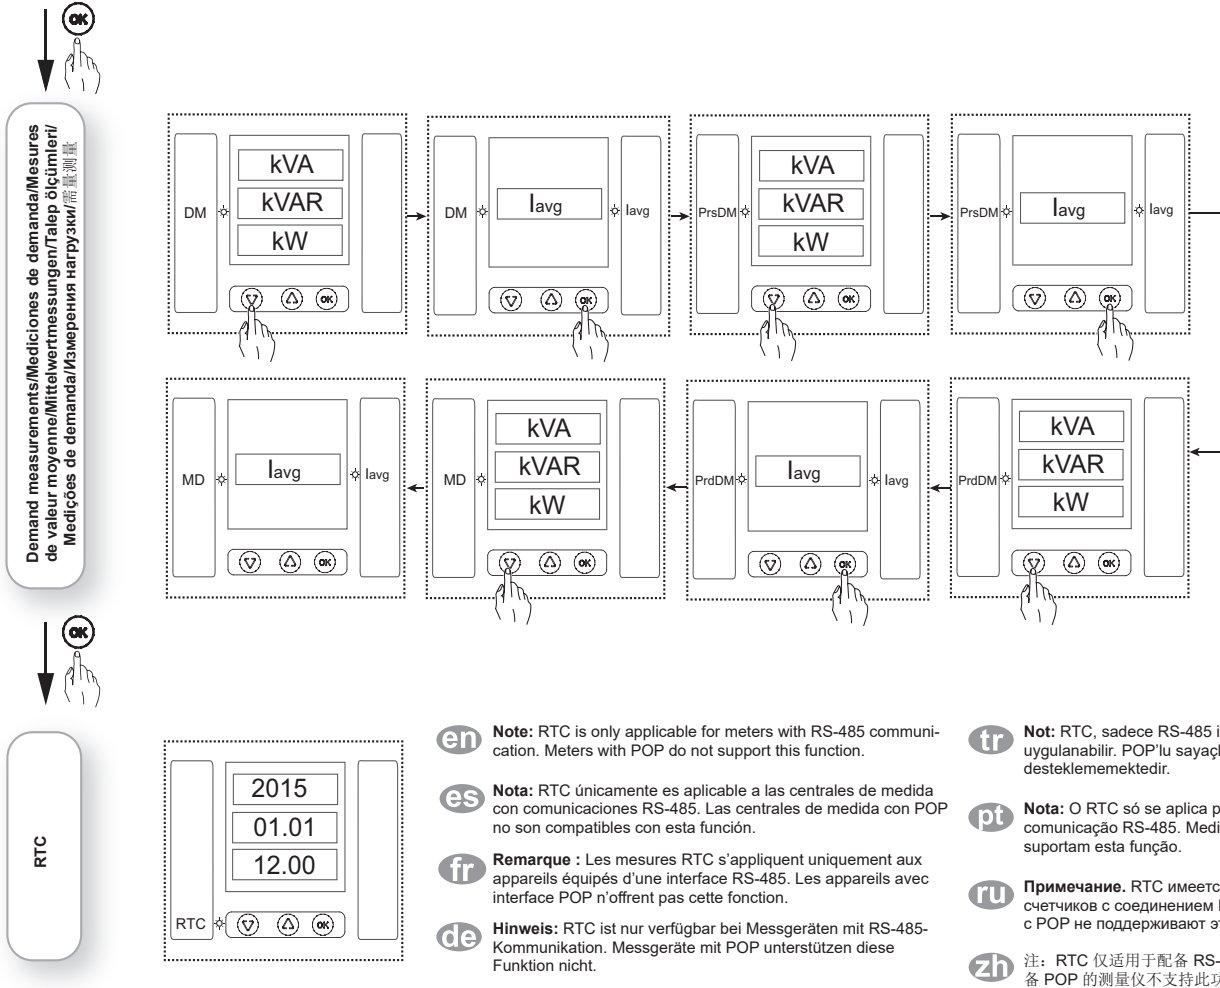 OK
Demand measurements/Mediciones de demanda/Mesures
de valeur moyenne/Mittelwertmessungen/Talep ölçümleri/
Medições de demanda/Измерения нагрузки/需量测量
DM
kVA
kVAR
kW
OK
DM
Iavg
Iavg
OK
PrsDM
kVA
kVAR
kW
OK
PrsDM
Iavg
Iavg
OK
MD
Iavg
Iavg
OK
MD
kVA
kVAR
kW
OK
PrdDM
Iavg
Iavg
OK
PrdDM
kVA
kVAR
kW
OK
OK
RTC
2015
01.01
12.00
RTC
OK
en
Note: RTC is only applicable for meters with RS-485 communi-
cation. Meters with POP do not support this function.
es
Nota: RTC únicamente es aplicable a las centrales de medida
con comunicaciones RS-485. Las centrales de medida con POP
no son compatibles con esta función.
fr
Remarque : Les mesures RTC s’appliquent uniquement aux
appareils équipés d’une interface RS-485. Les appareils avec
interface POP n’offrent pas cette fonction.
de
Hinweis: RTC ist nur verfügbar bei Messgeräten mit RS-485-
Kommunikation. Messgeräte mit POP unterstützen diese
Funktion nicht.
tr
Not: RTC, sadece RS-485
uygulanabilir. POP’lu
desteklememektedir.
pt
Nota: O RTC só se aplica
comunicação RS-485.
suportam esta função.
ru
Примечание. RTC
счетчиков с соединением
с POP не поддерживают
zh
注：RTC 仅适用于配备 RS-
备 POP 的测量仪不支持此